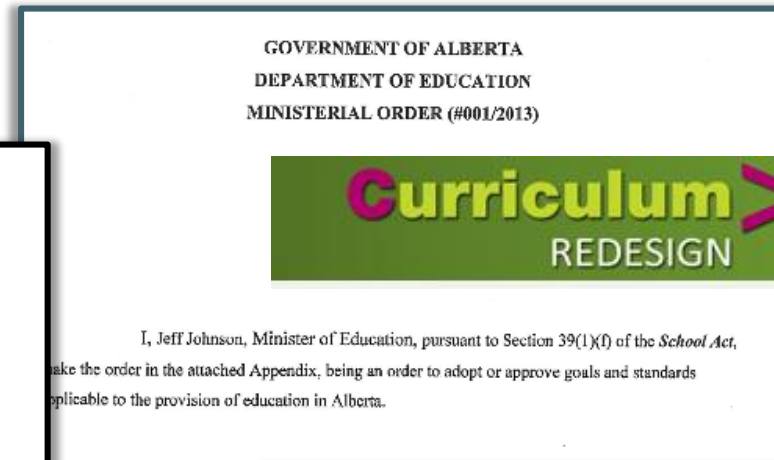 GOVERNMENT OF ALBERTA
DEPARTMENT OF EDUCATION
MINISTERIAL ORDER (#001/2013)
Curriculum
REDESIGN
I, Jeff Johnson, Minister of Education, pursuant to Section 39(1)(f) of the School Act,
ake the order in the attached Appendix, being an order to adopt or approve goals and standards
pplicable to the provision of education in Alberta.